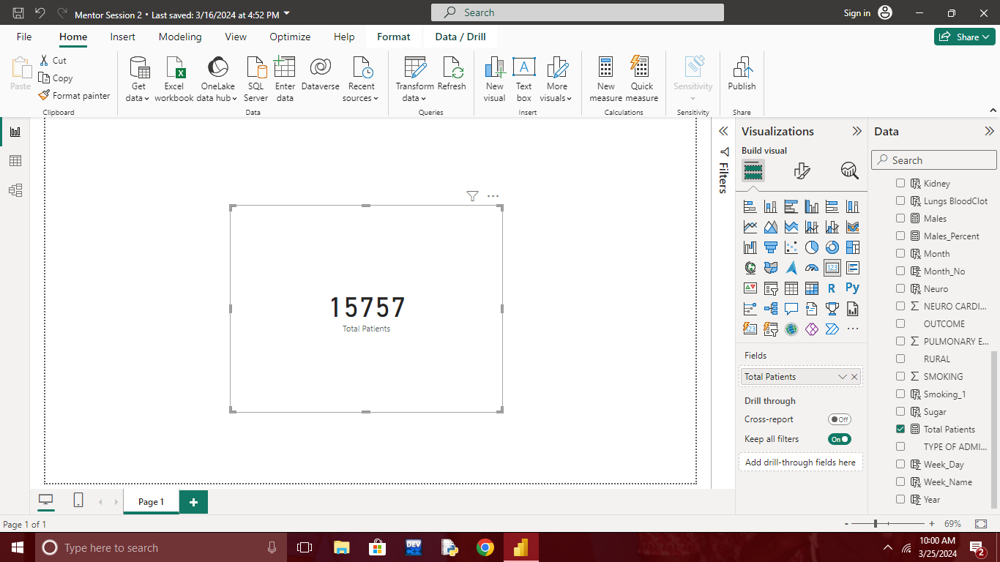 Mentor Session 2 • Last saved: 3/16/2024 at 4:52 PM
Search
Sign in
File
Home
Insert
Modeling
View
Optimize
Help
Format
Data / Drill
Share
Paste
Cut
Copy
Format painter
Clipboard
Get data
Excel workbook
OneLake data hub
SQL Server
Enter data
Dataverse
Recent sources
Data
Transform data
Refresh
Queries
New visual
Text box
More visuals
Insert
New measure
Quick measure
Calculations
Sensitivity
Sensitivity
Publish
Share
15757
Total Patients
Filters
Visualizations
Build visual
123
R
Py
123
Fields
Total Patients
Drill through
Cross-report
Off
Keep all filters
On
Add drill-through fields here
Data
Search
Kidney
Lungs BloodClot
Males
Males_Percent
Month
Month_No
Neuro
NEURO CARDI...
OUTCOME
PULMONARY E...
RURAL
SMOKING
Smoking_1
Sugar
Total Patients
TYPE OF ADMI...
Week_Day
Week_Name
Year
Page 1
Page 1 of 1
- + 69%
Type here to search
DEV
10:00 AM
3/25/2024
2